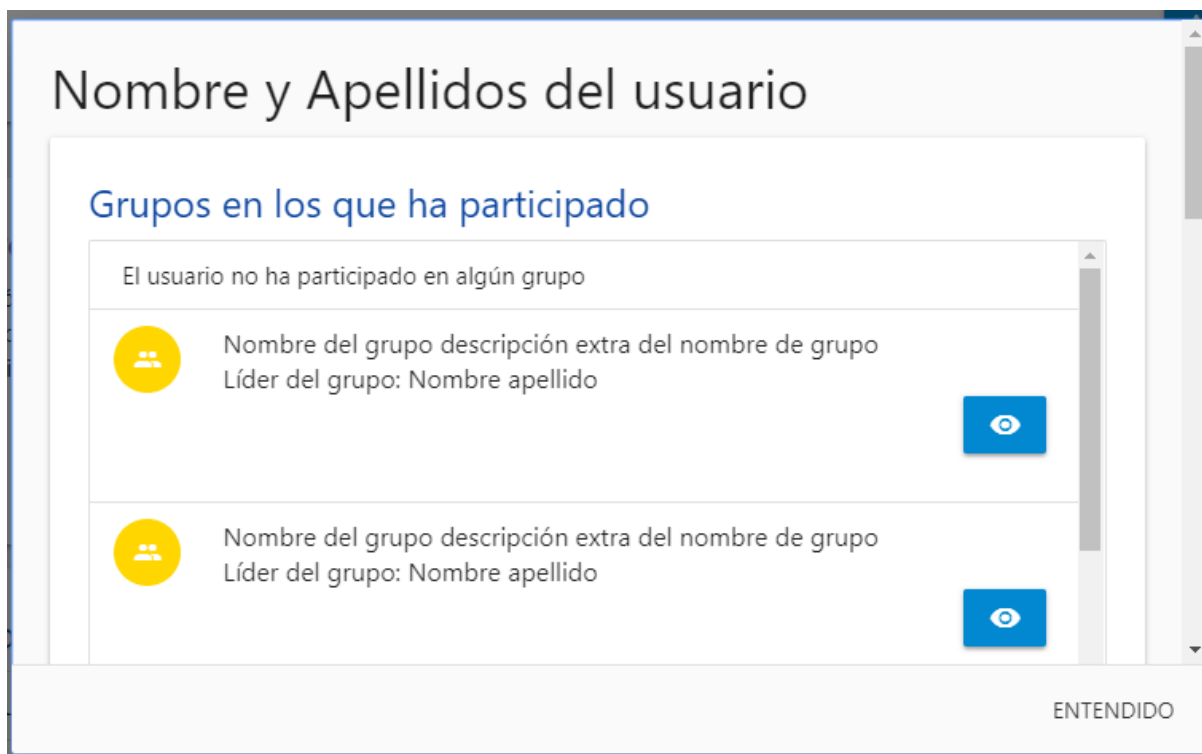 Nombre y Apellidos del usuario
Grupos en los que ha participado
El usuario no ha participado en algún grupo
Nombre del grupo descripción extra del nombre de grupo
Líder del grupo: Nombre apellido
Nombre del grupo descripción extra del nombre de grupo
Líder del grupo: Nombre apellido
ENTENDIDO